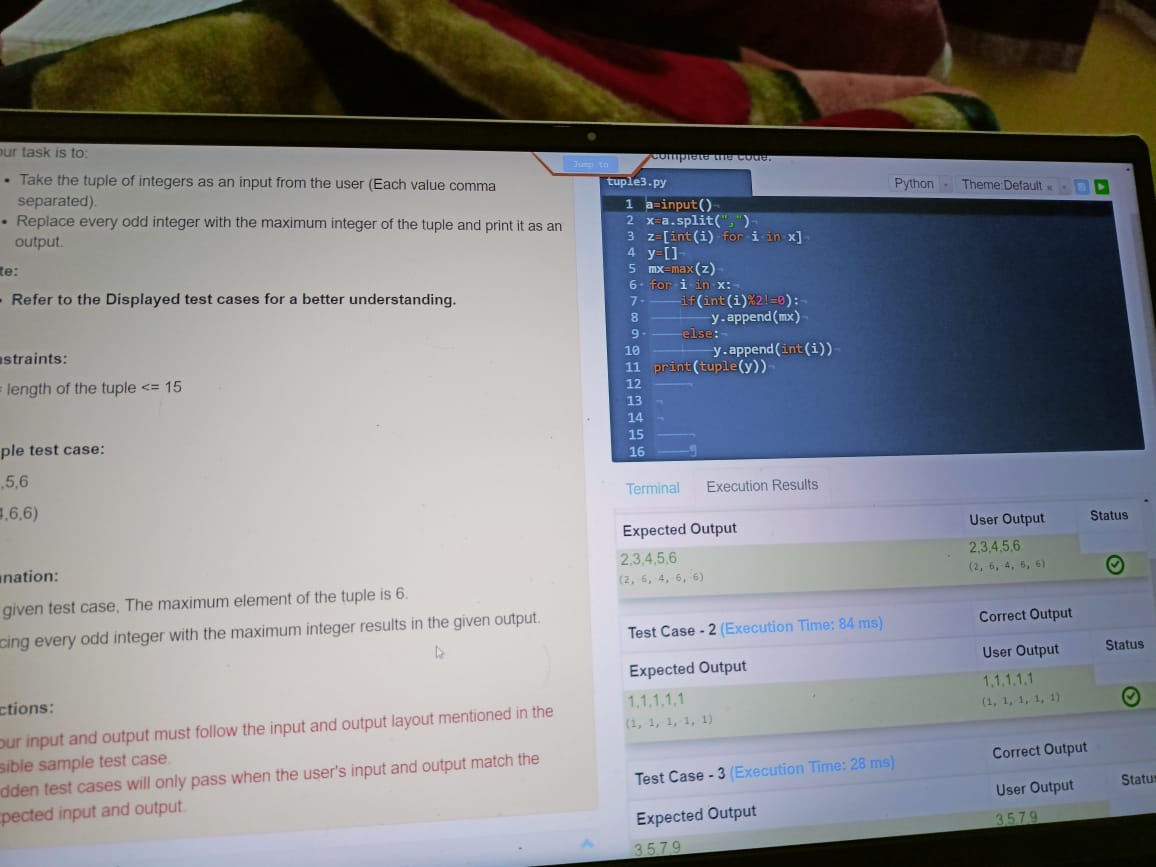 our task is to:
• Take the tuple of integers as an input from the user (Each value comma
separated).
• Replace every odd integer with the maximum integer of the tuple and print it as an
output.
te:
Refer to the Displayed test cases for a better understanding.
nstraints:
length of the tuple <= 15
ple test case:
,5,6
,6,6)
nation:
given test case, The maximum element of the tuple is 6.
cing every odd integer with the maximum integer results in the given output.
ctions:
our input and output must follow the input and output layout mentioned in the
sible sample test case.
dden test cases will only pass when the user's input and output match the
pected input and output.
Jump to
complete the code.
tuple3.py
Python
Theme:Default
1 a=input()
2 x=a.split(",")
3 z=[int(i) for i in x]
4 y=[]
5 mx=max(z)
6 for i in x:
7 if(int(i)%2!=0):
8 y.append(mx)
9 else:
10 y.append(int(i))
11 print(tuple(y))
12
13
14
15
16
Terminal
Execution Results
Expected Output
User Output
Status
2,3,4,5,6
2,3,4,5,6
(2, 6, 4, 6, 6)
(2, 6, 4, 6, 6)
Test Case - 2 (Execution Time: 84 ms)
Correct Output
Expected Output
User Output
Status
1,1,1,1,1
1,1,1,1,1
(1, 1, 1, 1, 1)
(1, 1, 1, 1, 1)
Test Case - 3 (Execution Time: 28 ms)
Correct Output
Expected Output
User Output
Statu
3,5,7,9
3,5,7,9